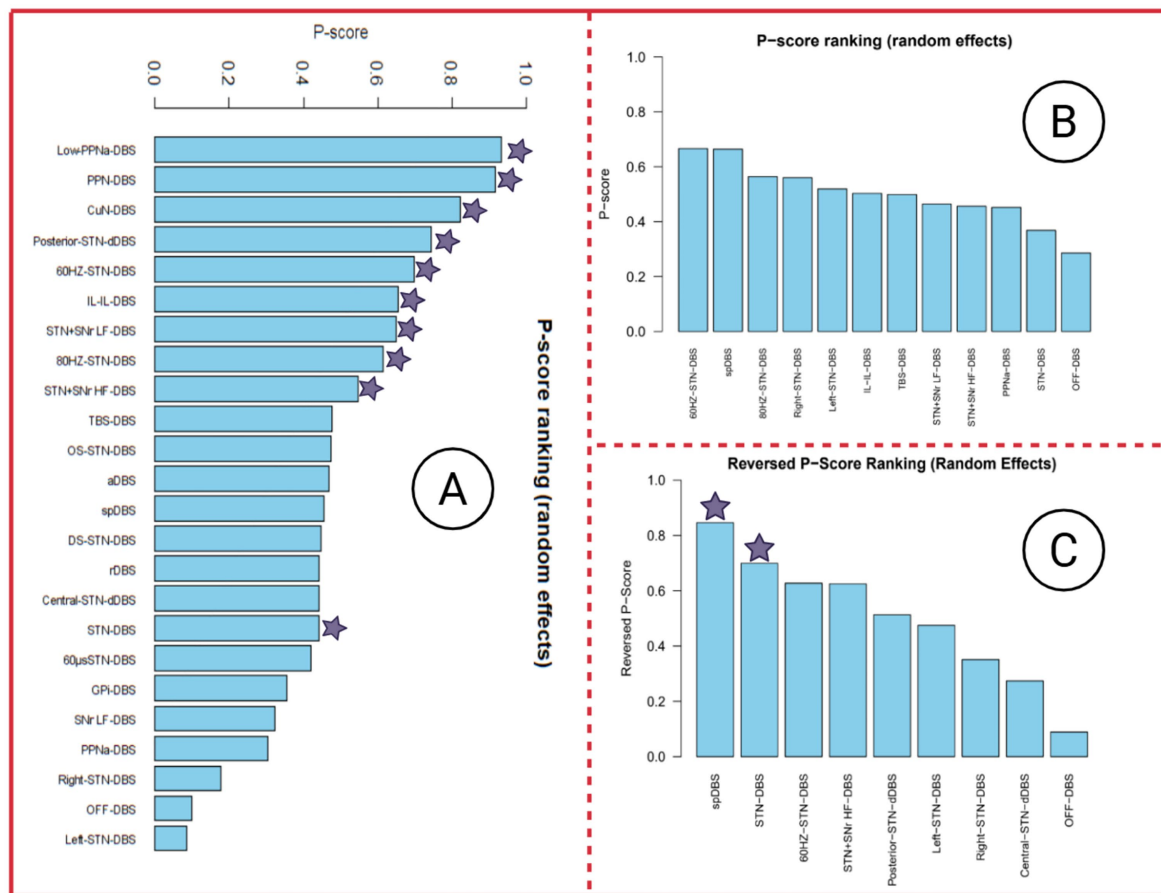 P-score
0.0 0.2 0.4 0.6 0.8 1.0
Low-PPNa-DBS
PPN-DBS
CuN-DBS
Posterior-STN-dDBS
60HZ-STN-DBS
IL-IL-DBS
STN+SNr LF-DBS
80HZ-STN-DBS
STN+SNr HF-DBS
TBS-DBS
OS-STN-DBS
aDBS
spDBS
DS-STN-DBS
rDBS
Central-STN-dDBS
STN-DBS
60µsSTN-DBS
GPi-DBS
SNr LF-DBS
PPNa-DBS
Right-STN-DBS
OFF-DBS
Left-STN-DBS
P-score ranking (random effects)
A
P−score ranking (random effects)
B
P−score
1.0
0.8
0.6
0.4
0.2
0.0
60HZ−STN−DBS
spDBS
80HZ−STN−DBS
Right−STN−DBS
Left−STN−DBS
IL−IL−DBS
TBS−DBS
STN+SNr LF−DBS
STN+SNr HF−DBS
PPNa−DBS
STN−DBS
OFF−DBS
Reversed P−Score Ranking (Random Effects)
C
Reversed P−Score
1.0
0.8
0.6
0.4
0.2
0.0
spDBS
STN−DBS
60HZ−STN−DBS
STN+SNr HF−DBS
Posterior−STN−dDBS
Left−STN−DBS
Right−STN−DBS
Central−STN−dDBS
OFF−DBS